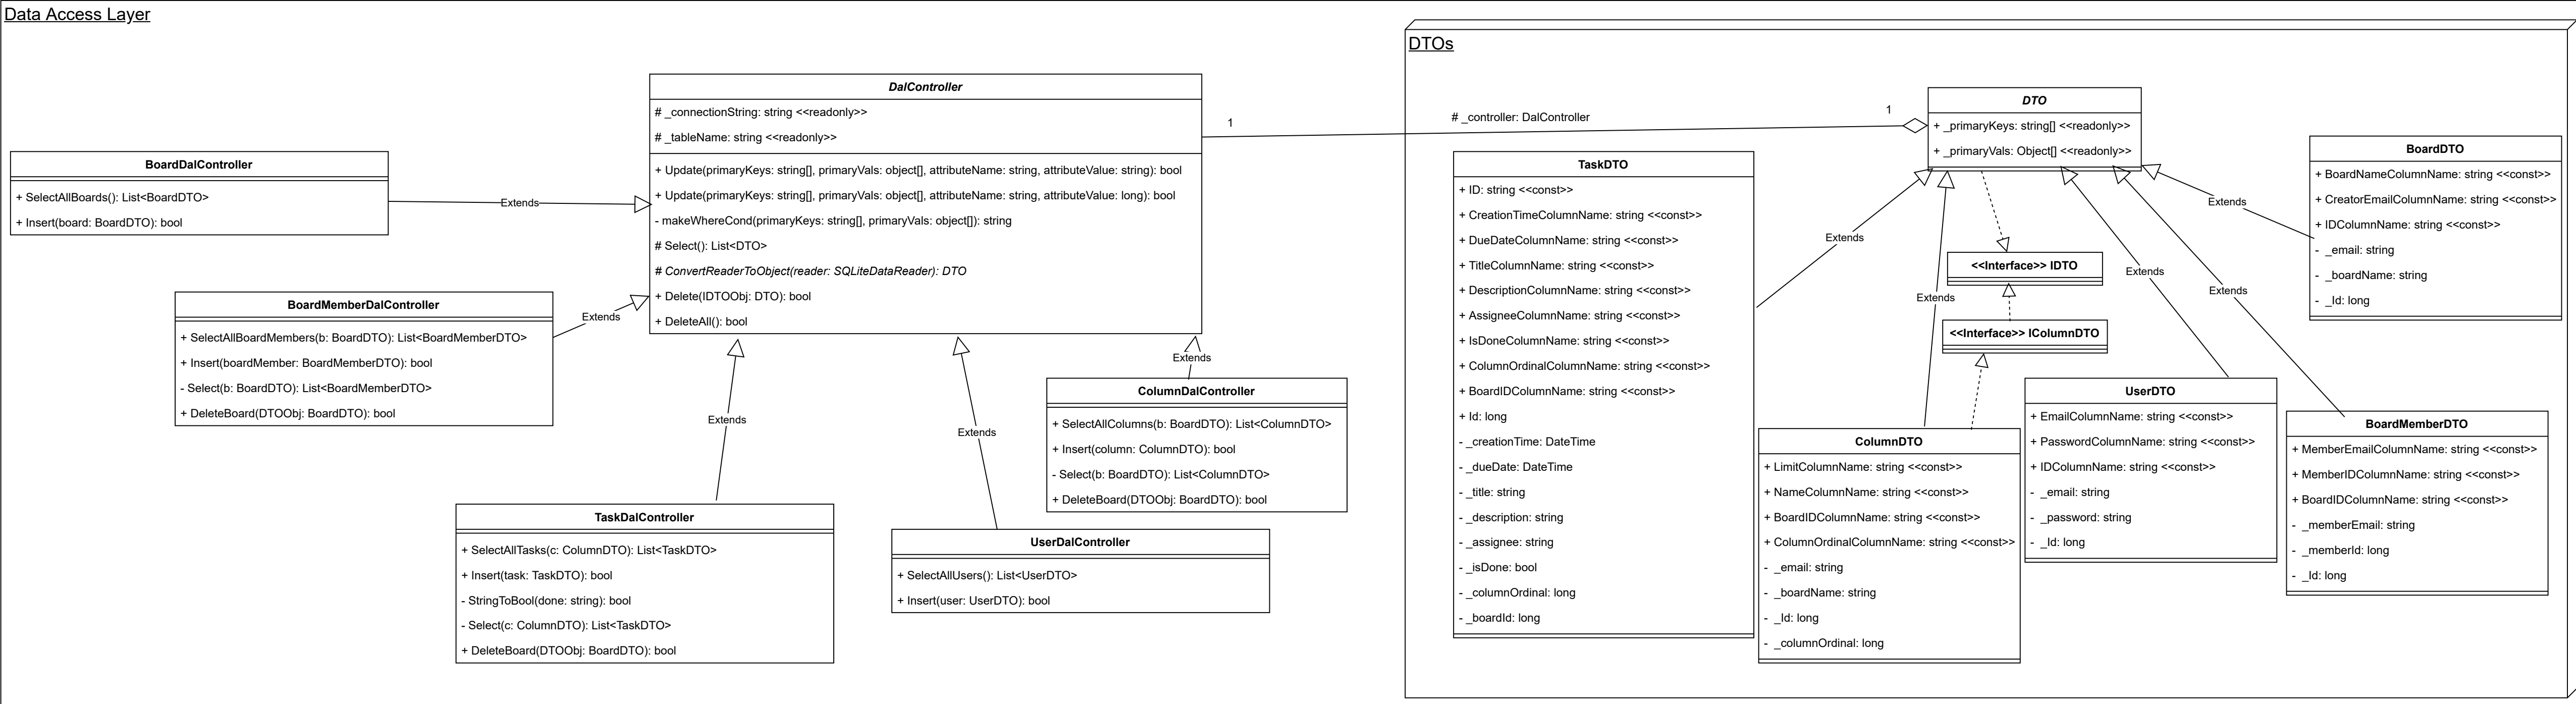 Data Access Layer
DTOs
DalController
# _connectionString: string <<readonly>>
# _tableName: string <<readonly>>
+ Update(primaryKeys: string[], primaryVals: object[], attributeName: string, attributeValue: string): bool
+ Update(primaryKeys: string[], primaryVals: object[], attributeName: string, attributeValue: long): bool
- makeWhereCond(primaryKeys: string[], primaryVals: object[]): string
# Select(): List<DTO>
# ConvertReaderToObject(reader: SQLiteDataReader): DTO
+ Delete(IDTOObj: DTO): bool
+ DeleteAll(): bool
1
# _controller: DalController
1
BoardDalController
+ SelectAllBoards(): List<BoardDTO>
+ Insert(board: BoardDTO): bool
Extends
BoardMemberDalController
+ SelectAllBoardMembers(b: BoardDTO): List<BoardMemberDTO>
+ Insert(boardMember: BoardMemberDTO): bool
- Select(b: BoardDTO): List<BoardMemberDTO>
+ DeleteBoard(DTOObj: BoardDTO): bool
Extends
TaskDalController
+ SelectAllTasks(c: ColumnDTO): List<TaskDTO>
+ Insert(task: TaskDTO): bool
- StringToBool(done: string): bool
- Select(c: ColumnDTO): List<TaskDTO>
+ DeleteBoard(DTOObj: BoardDTO): bool
Extends
UserDalController
+ SelectAllUsers(): List<UserDTO>
+ Insert(user: UserDTO): bool
Extends
ColumnDalController
+ SelectAllColumns(b: BoardDTO): List<ColumnDTO>
+ Insert(column: ColumnDTO): bool
- Select(b: BoardDTO): List<ColumnDTO>
+ DeleteBoard(DTOObj: BoardDTO): bool
Extends
DTO
+ _primaryKeys: string[] <<readonly>>
+ _primaryVals: Object[] <<readonly>>
TaskDTO
+ ID: string <<const>>
+ CreationTimeColumnName: string <<const>>
+ DueDateColumnName: string <<const>>
+ TitleColumnName: string <<const>>
+ DescriptionColumnName: string <<const>>
+ AssigneeColumnName: string <<const>>
+ IsDoneColumnName: string <<const>>
+ ColumnOrdinalColumnName: string <<const>>
+ BoardIDColumnName: string <<const>>
+ Id: long
- _creationTime: DateTime
- _dueDate: DateTime
- _title: string
- _description: string
- _assignee: string
- _isDone: bool
- _columnOrdinal: long
- _boardId: long
Extends
<<Interface>> IDTO
<<Interface>> IColumnDTO
Extends
ColumnDTO
+ LimitColumnName: string <<const>>
+ NameColumnName: string <<const>>
+ BoardIDColumnName: string <<const>>
+ ColumnOrdinalColumnName: string <<const>>
- _email: string
- _boardName: string
- _Id: long
- _columnOrdinal: long
Extends
UserDTO
+ EmailColumnName: string <<const>>
+ PasswordColumnName: string <<const>>
+ IDColumnName: string <<const>>
- _email: string
- _password: string
- _Id: long
Extends
BoardMemberDTO
+ MemberEmailColumnName: string <<const>>
+ MemberIDColumnName: string <<const>>
+ BoardIDColumnName: string <<const>>
- _memberEmail: string
- _memberId: long
- _Id: long
Extends
BoardDTO
+ BoardNameColumnName: string <<const>>
+ CreatorEmailColumnName: string <<const>>
+ IDColumnName: string <<const>>
- _email: string
- _boardName: string
- _Id: long